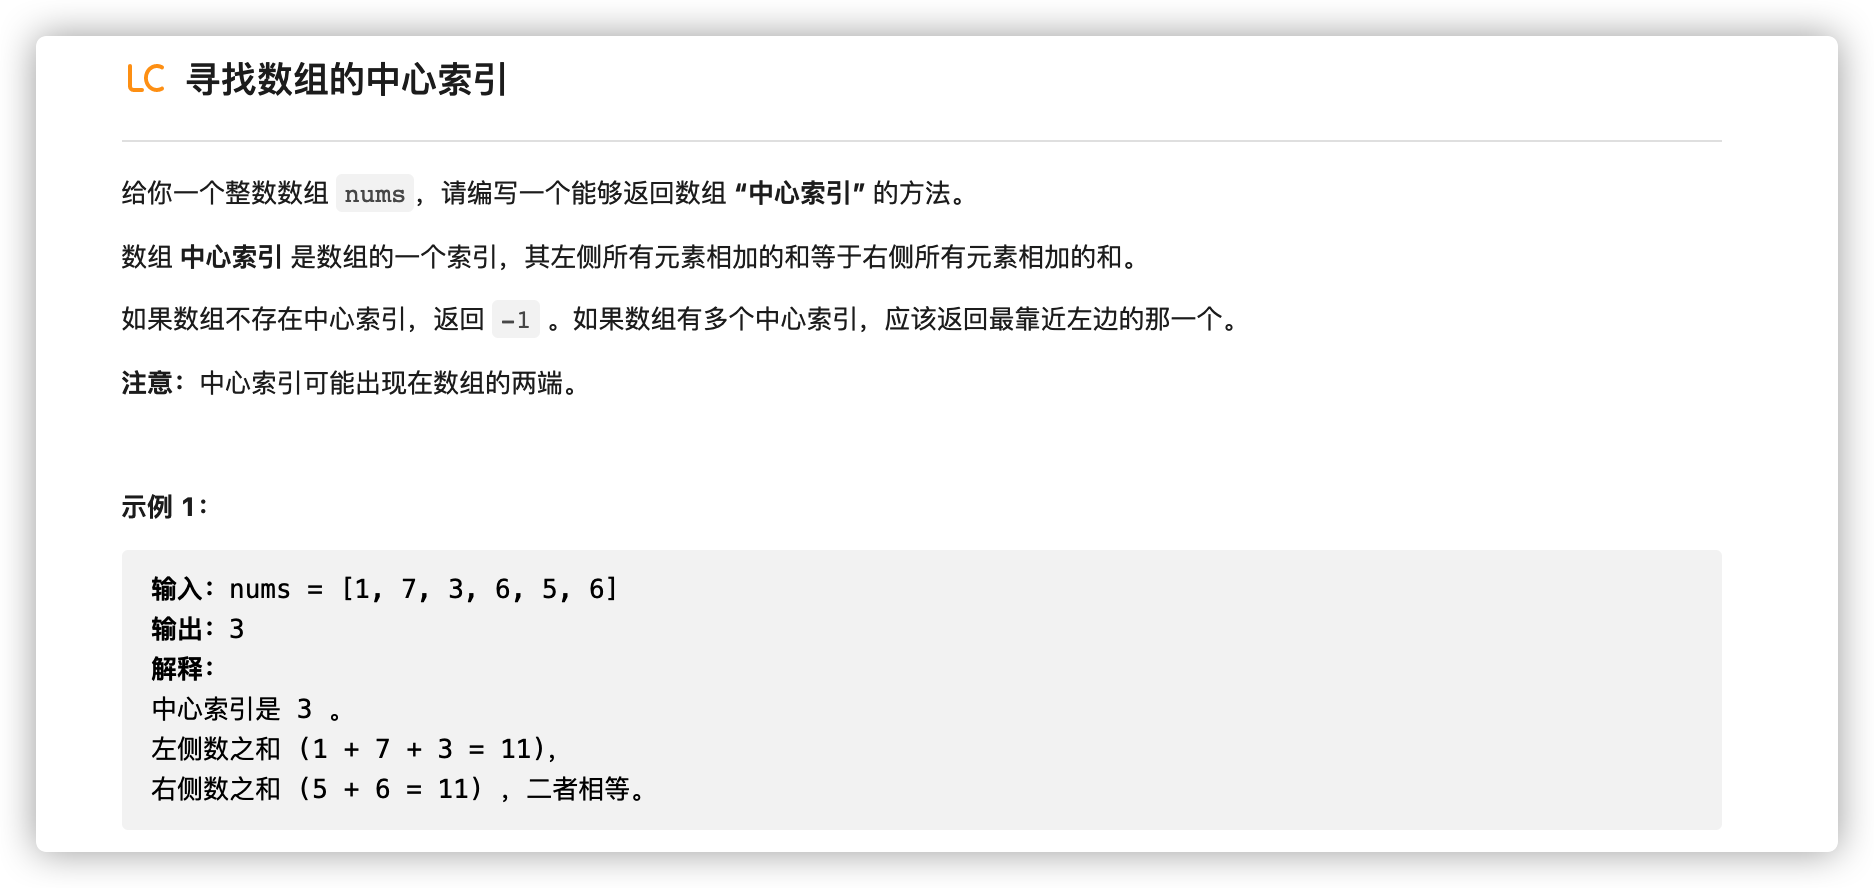 LC 寻找数组的中心索引
给你一个整数数组 nums，请编写一个能够返回数组 “中心索引” 的方法。
数组 中心索引 是数组的一个索引，其左侧所有元素相加的和等于右侧所有元素相加的和。
如果数组不存在中心索引，返回 -1 。如果数组有多个中心索引，应该返回最靠近左边的那一个。
注意：中心索引可能出现在数组的两端。
示例 1：
输入：nums = [1, 7, 3, 6, 5, 6]
输出：3
解释：
中心索引是 3 。
左侧数之和 (1 + 7 + 3 = 11)，
右侧数之和 (5 + 6 = 11) ，二者相等。